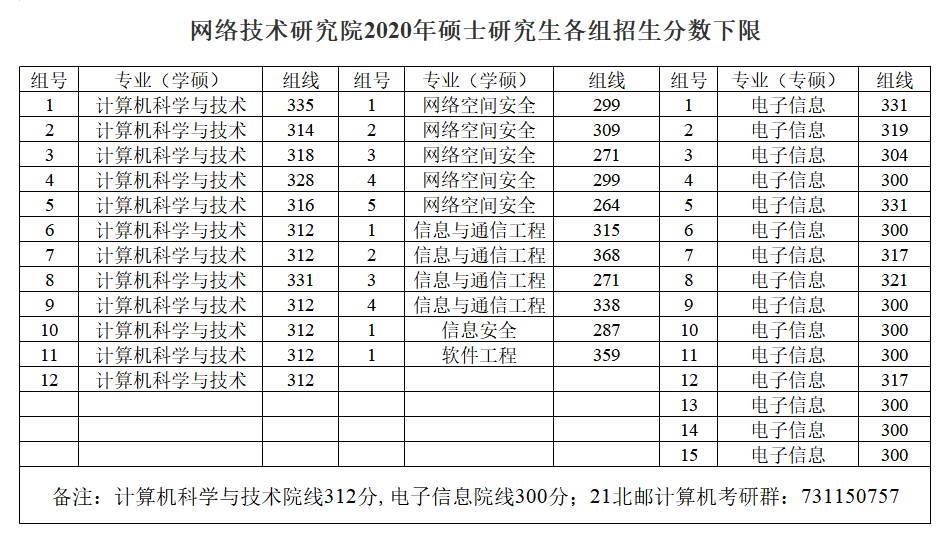 网络技术研究院2020年硕士研究生各组招生分数下限
组号 专业（学硕） 组线 组号 专业（学硕） 组线 组号 专业（专硕） 组线
1 计算机科学与技术 335 1 网络空间安全 299 1 电子信息 331
2 计算机科学与技术 314 2 网络空间安全 309 2 电子信息 319
3 计算机科学与技术 318 3 网络空间安全 271 3 电子信息 304
4 计算机科学与技术 328 4 网络空间安全 299 4 电子信息 300
5 计算机科学与技术 316 5 网络空间安全 264 5 电子信息 331
6 计算机科学与技术 312 1 信息与通信工程 315 6 电子信息 300
7 计算机科学与技术 312 2 信息与通信工程 368 7 电子信息 317
8 计算机科学与技术 331 3 信息与通信工程 271 8 电子信息 321
9 计算机科学与技术 312 4 信息与通信工程 338 9 电子信息 300
10 计算机科学与技术 312 1 信息安全 287 10 电子信息 300
11 计算机科学与技术 312 1 软件工程 359 11 电子信息 300
12 计算机科学与技术 312 12 电子信息 317
13 电子信息 300
14 电子信息 300
15 电子信息 300
备注：计算机科学与技术院线312分,电子信息院线300分；21北邮计算机考研群：731150757